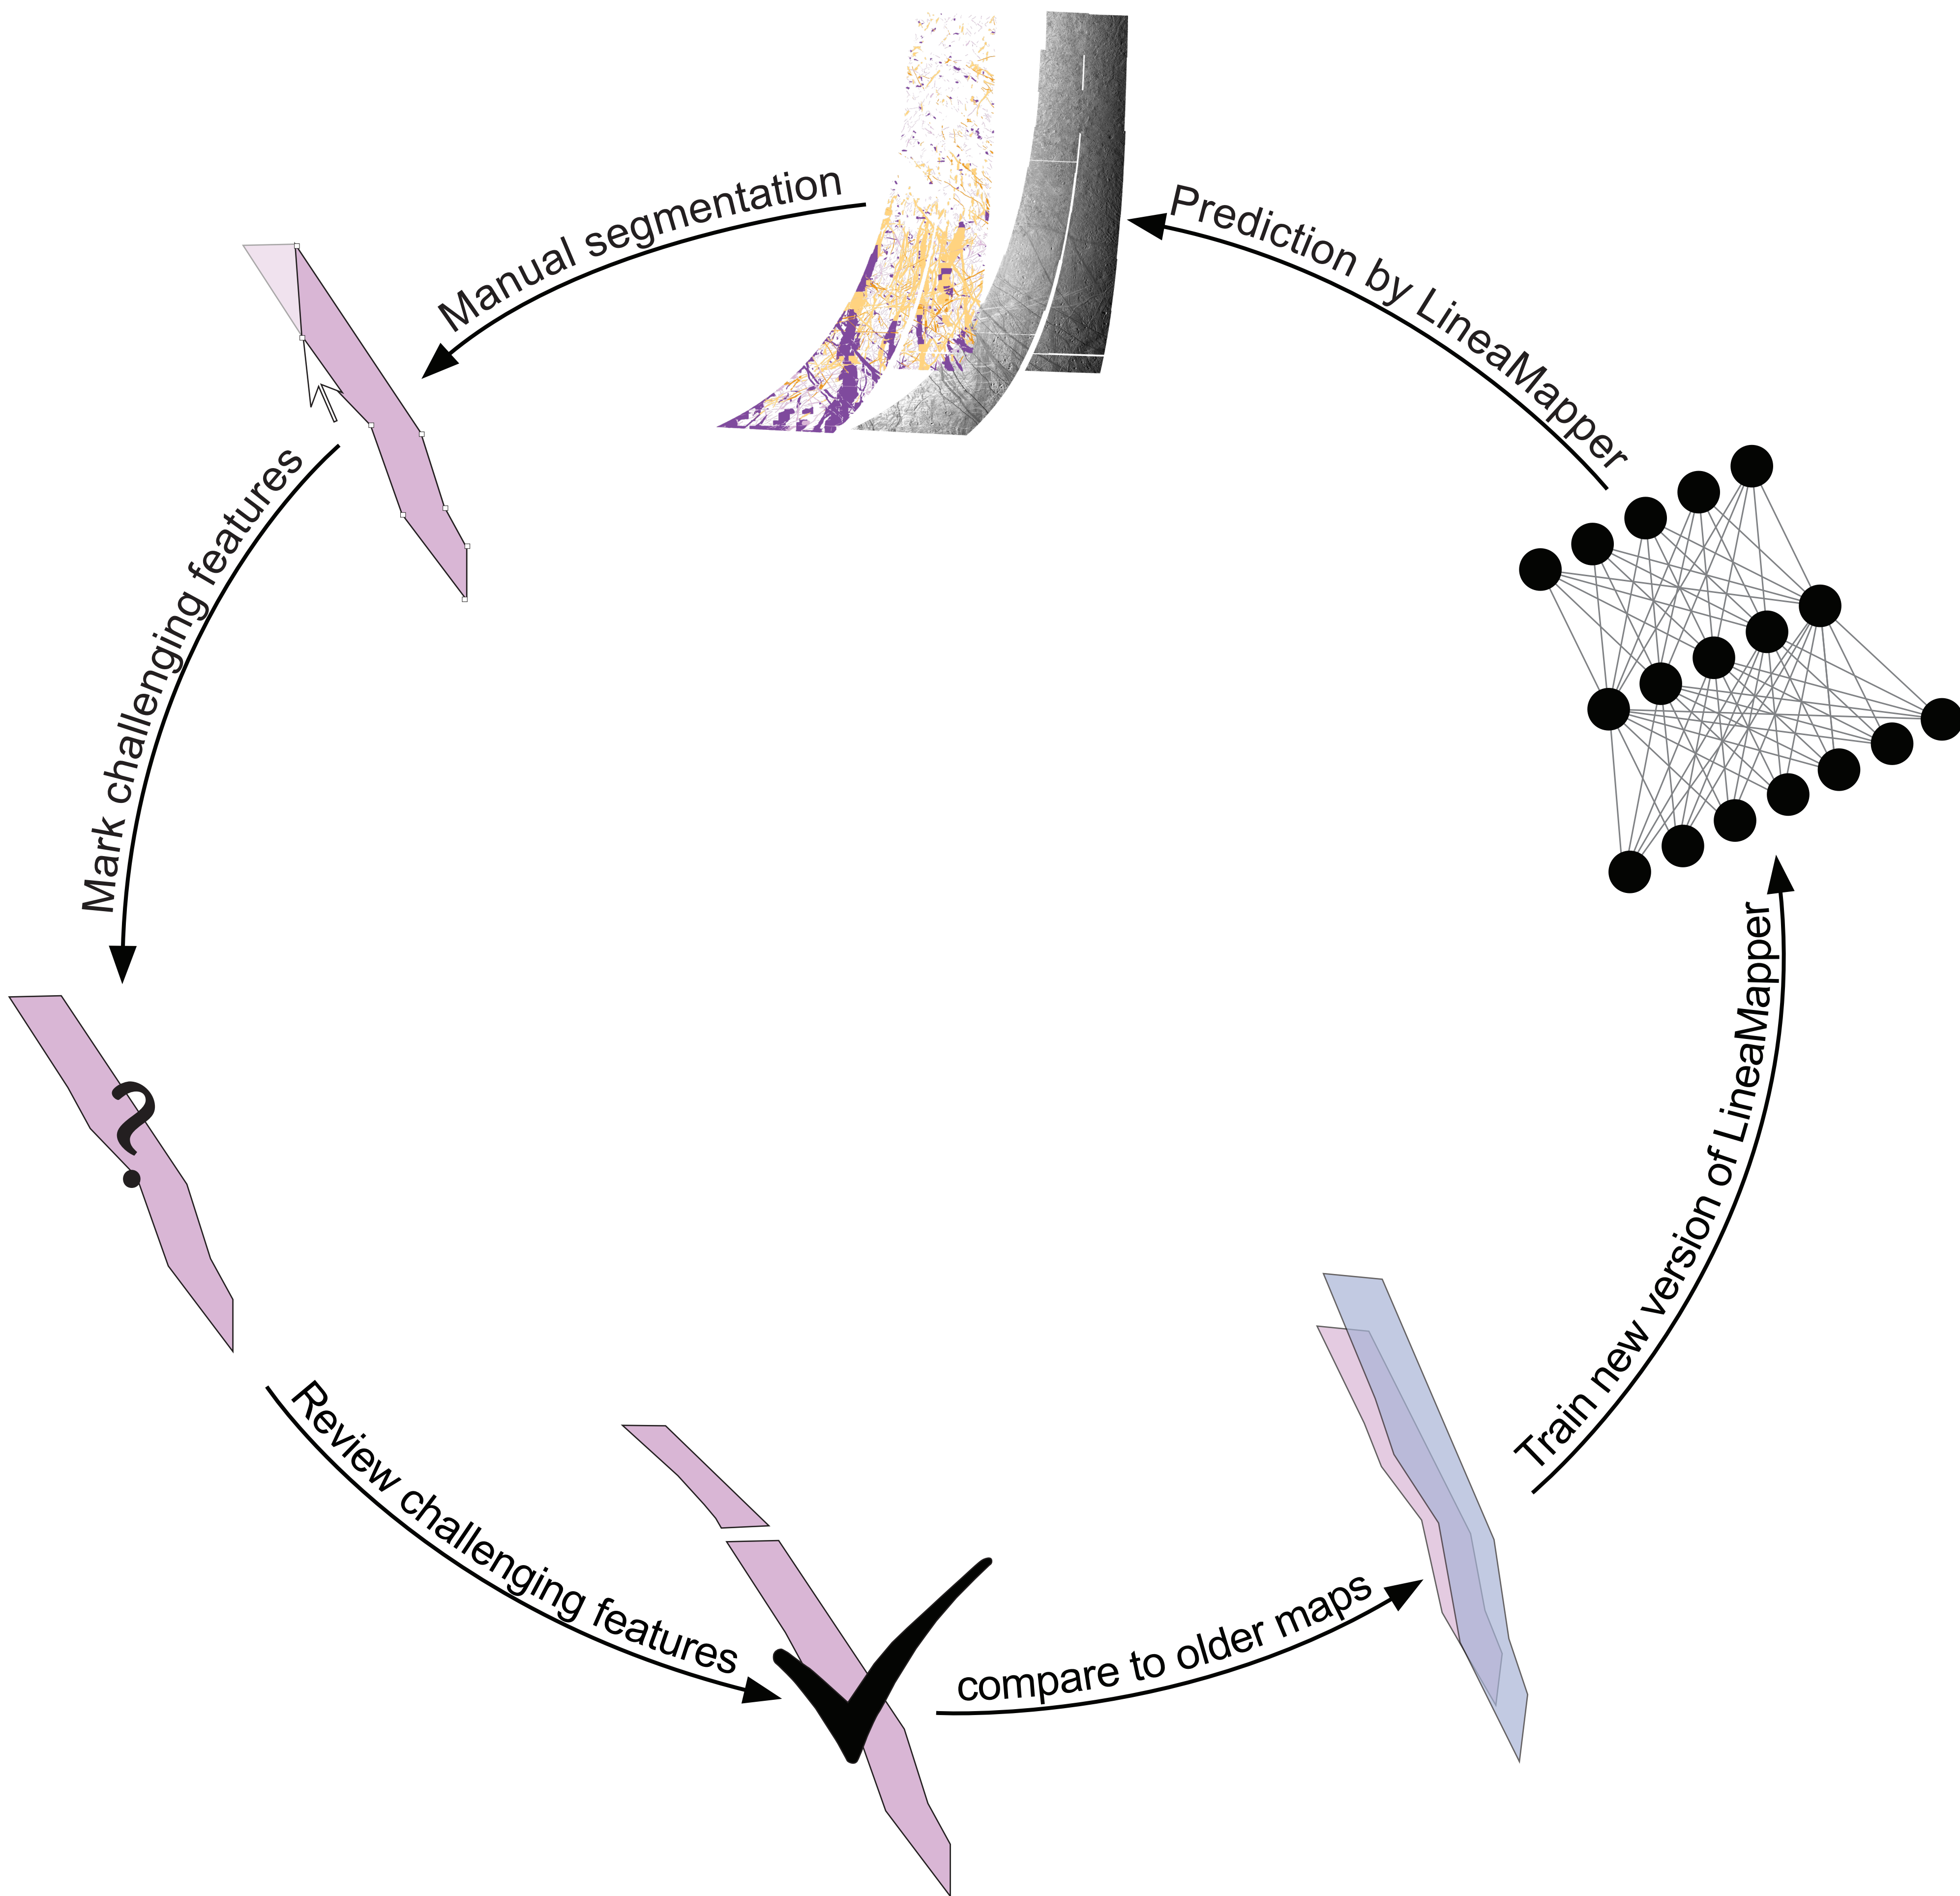 Manual segmentation
Prediction by LineaMapper
Mark challenging features
Train new version of LineaMapper
Review challenging features
compare to older maps
?